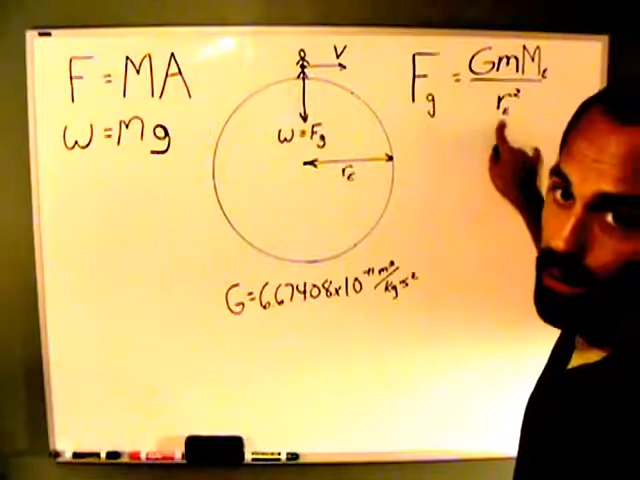 F = MA
W = Mg
V
W = Fg
rₑ
Fg = GmMₑ / rₑ²
G = 6.67408x10⁻¹¹ m³/kg s²